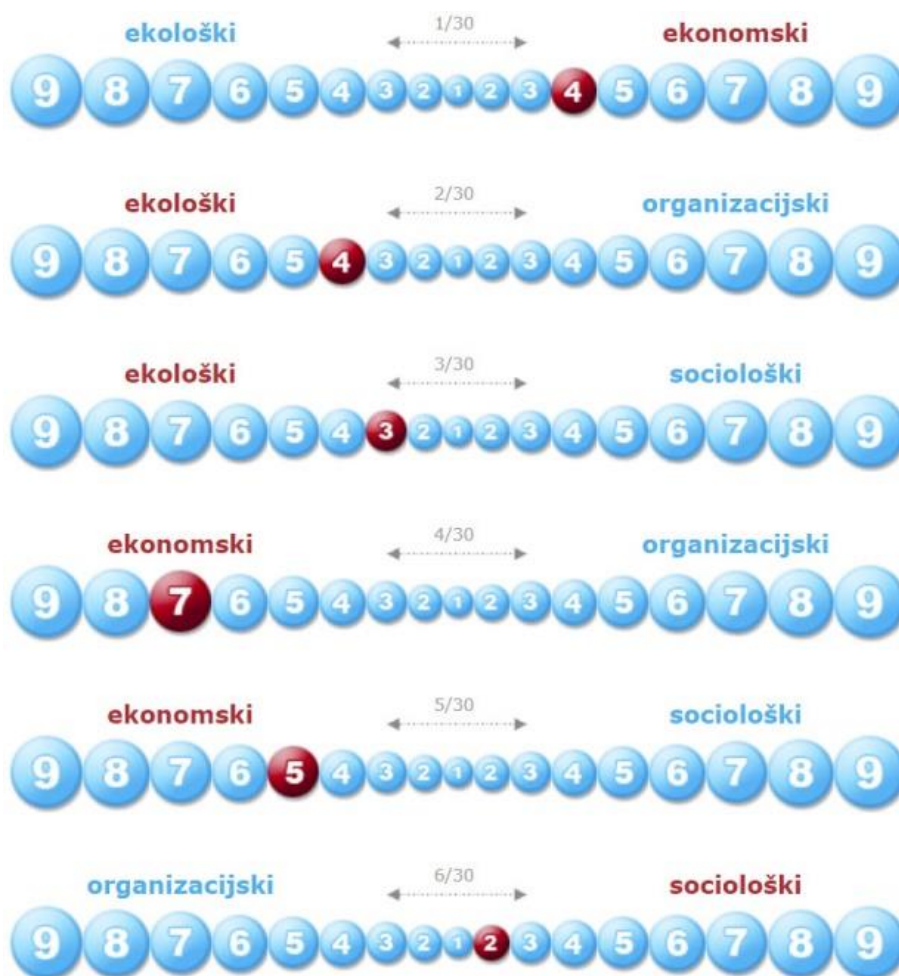 1/30
ekološki ekonomski
9 8 7 6 5 4 3 2 1 2 3 4 5 6 7 8 9
2/30
ekološki organizacijski
9 8 7 6 5 4 3 2 1 2 3 4 5 6 7 8 9
3/30
ekološki sociološki
9 8 7 6 5 4 3 2 1 2 3 4 5 6 7 8 9
4/30
ekonomski organizacijski
9 8 7 6 5 4 3 2 1 2 3 4 5 6 7 8 9
5/30
ekonomski sociološki
9 8 7 6 5 4 3 2 1 2 3 4 5 6 7 8 9
6/30
organizacijski sociološki
9 8 7 6 5 4 3 2 1 2 3 4 5 6 7 8 9